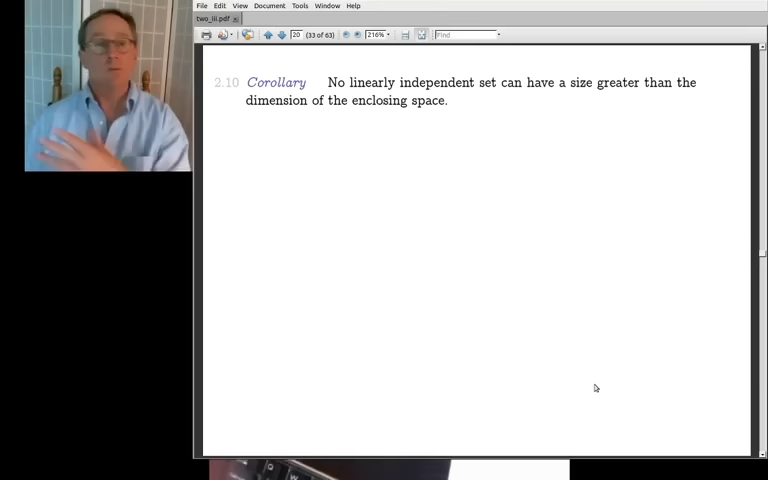 File Edit View Document Tools Window Help
two_iii.pdf
20 (33 of 63) 216% Find
2.10 Corollary No linearly independent set can have a size greater than the
dimension of the enclosing space.